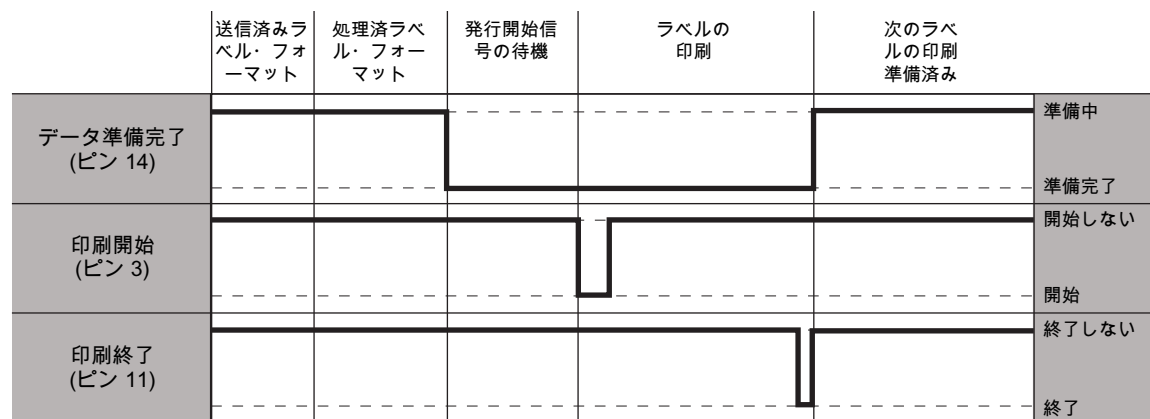 送信済みラ
ベル・フォ
ーマット
処理済ラベ
ル・フォー
マット
発行開始信
号の待機
ラベルの
印刷
次のラベ
ルの印刷
準備済み
データ準備完了
(ピン 14)
準備中
準備完了
印刷開始
(ピン 3)
開始しない
開始
印刷終了
(ピン 11)
終了しない
終了